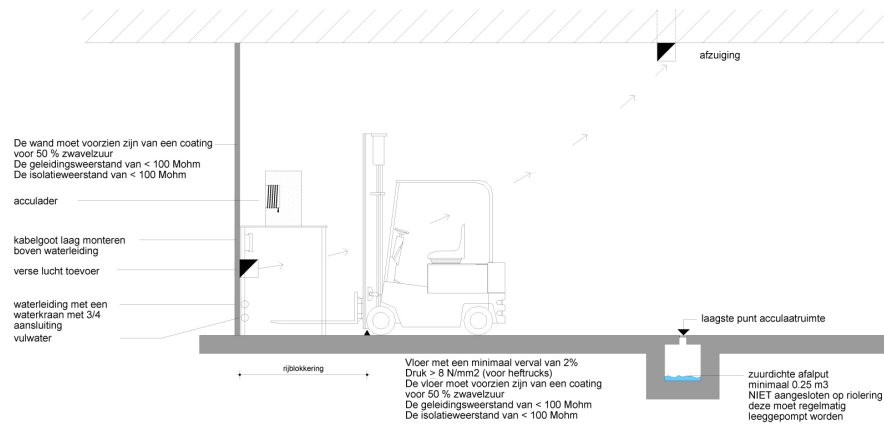 afzuiging
De wand moet voorzien zijn van een coating
voor 50 % zwavelzuur
De geleidingsweerstand van < 100 Mohm
De isolatieweerstand van < 100 Mohm
acculader
kabelgoot laag monteren
boven waterleiding
verse lucht toevoer
waterleiding met een
waterkraan met 3/4
aansluiting
vulwater
laagste punt acculaatruimte
rijblokkering
Vloer met een minimaal verval van 2%
Druk > 8 N/mm2 (voor heftrucks)
De vloer moet voorzien zijn van een coating
voor 50 % zwavelzuur
De geleidingsweerstand van < 100 Mohm
De isolatieweerstand van < 100 Mohm
zuurdichte afalput
minimaal 0.25 m3
NIET aangesloten op riolering
deze moet regelmatig
leeggepompt worden